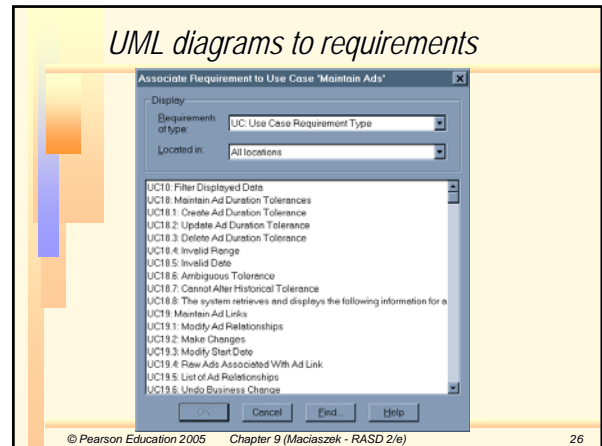 UML diagrams to requirements
Associate Requirement to Use Case 'Maintain Ads'
Display
Requirements of type:
UC: Use Case Requirement Type
Located in:
All locations
UC10: Filter Displayed Data
UC18: Maintain Ad Duration Tolerances
UC18.1: Create Ad Duration Tolerance
UC18.2: Update Ad Duration Tolerance
UC18.3: Delete Ad Duration Tolerance
UC18.4: Invalid Range
UC18.5: Invalid Date
UC18.6: Ambiguous Tolerance
UC18.7: Cannot Alter Historical Tolerance
UC18.8: The system retrieves and displays the following information for a
UC19: Maintain Ad Links
UC19.1: Modify Ad Relationships
UC19.2: Make Changes
UC19.3: Modify Start Date
UC19.4: Raw Ads Associated With Ad Link
UC19.5: List of Ad Relationships
UC19.6: Undo Business Change
OK Cancel Find... Help
© Pearson Education 2005 Chapter 9 (Maciaszek - RASD 2/e) 26